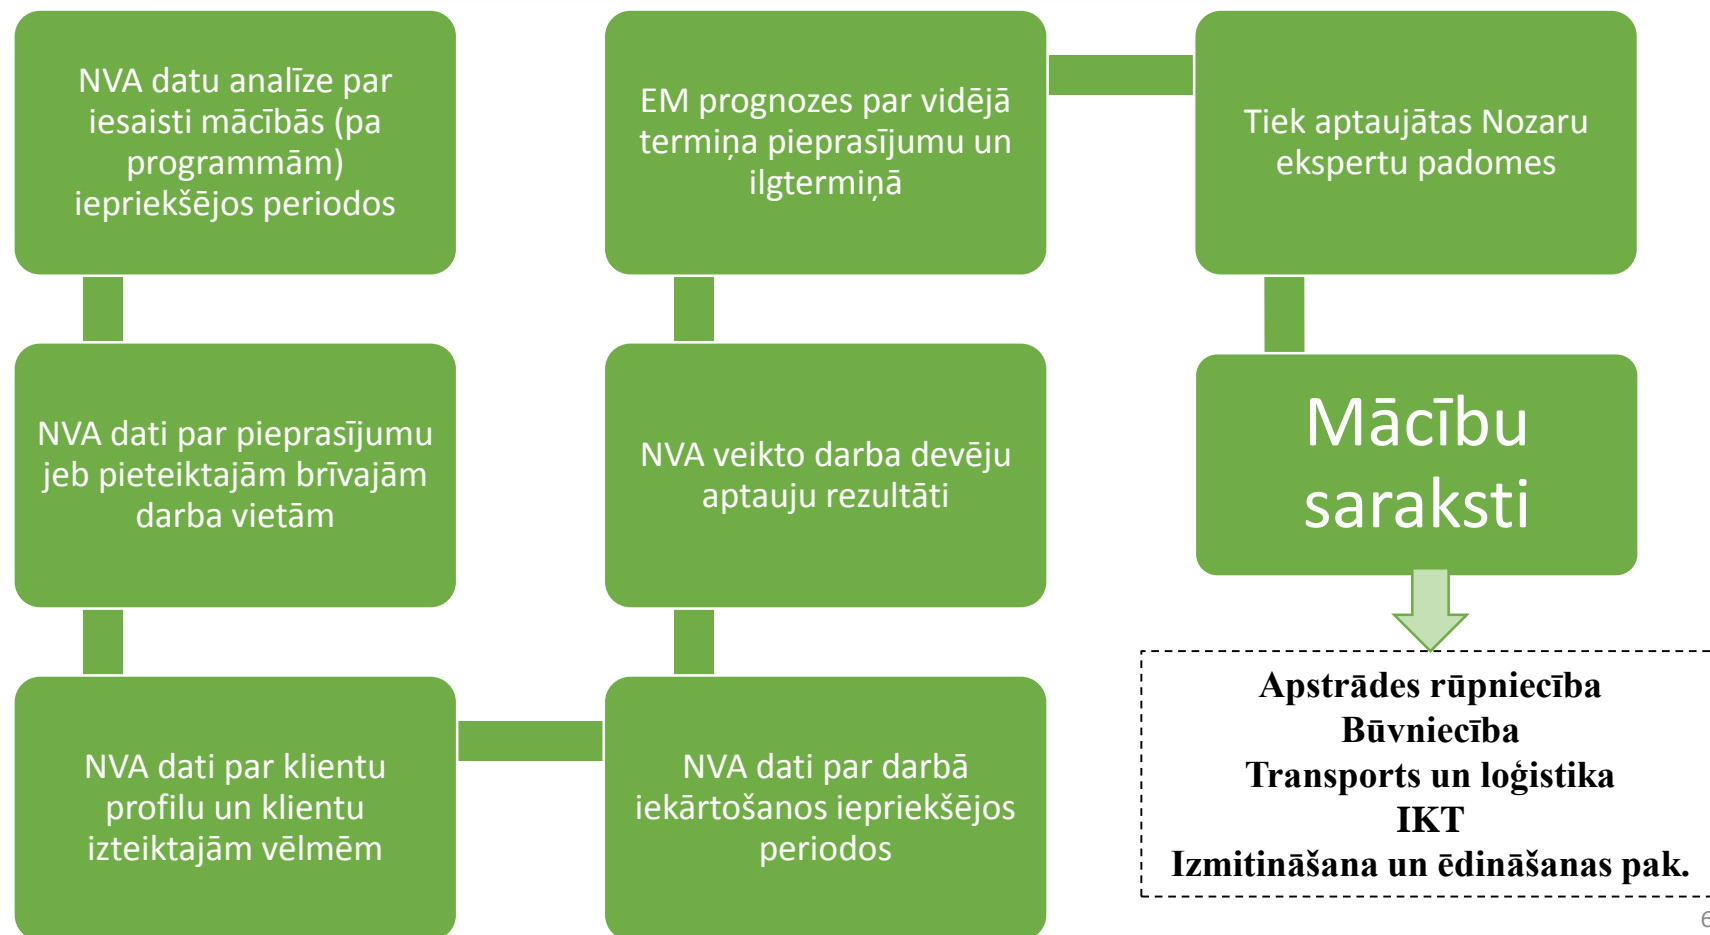 NVA datu analīze par
iesaisti mācībās (pa
programmām)
iepriekšējos periodos
NVA dati par pieprasījumu
jeb pieteiktajām brīvajām
darba vietām
NVA dati par klientu
profilu un klientu
izteiktajām vēlmēm
NVA dati par darbā
iekārtošanos iepriekšējos
periodos
NVA veikto darba devēju
aptauju rezultāti
EM prognozes par vidējā
termiņa pieprasījumu un
ilgtermiņā
Tiek aptaujātas Nozaru
ekspertu padomes
Mācību
saraksti
Apstrādes rūpniecība
Būvniecība
Transports un loģistika
IKT
Izmitināšana un ēdināšanas pak.
6